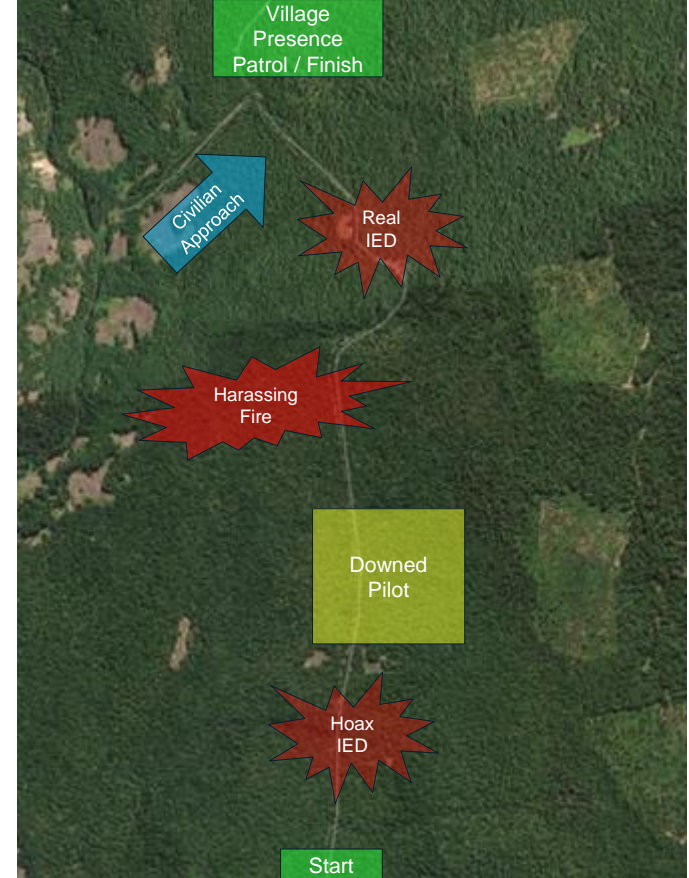 Village
Presence
Patrol / Finish
Civilian
Approach
Real
IED
Harassing
Fire
Downed
Pilot
Hoax
IED
Start